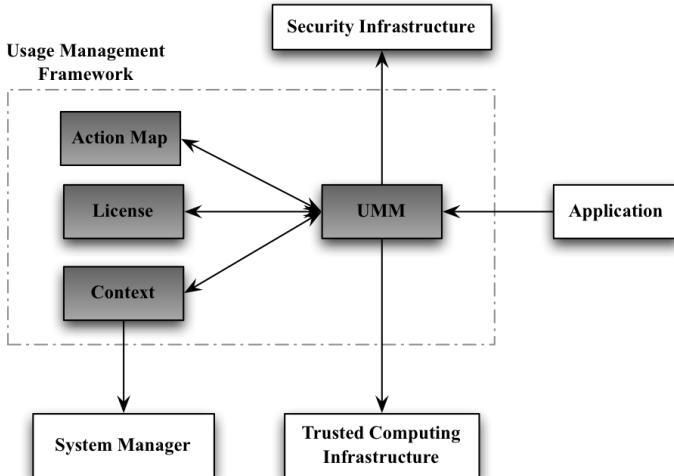 Security Infrastructure
Usage Management
Framework
Action Map
License
UMM
Application
Context
System Manager
Trusted Computing
Infrastructure